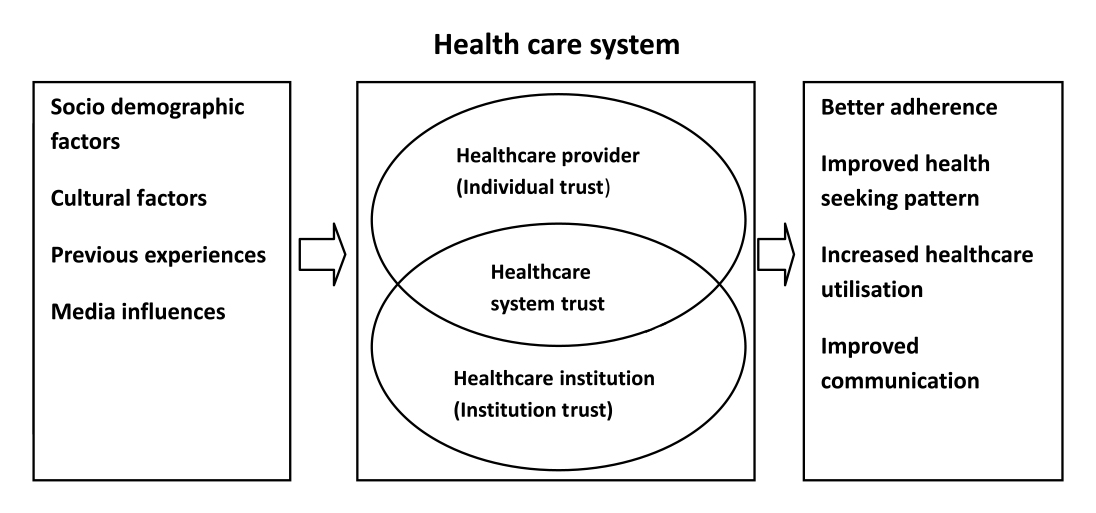 Health care system
Socio demographic
factors
Cultural factors
Previous experiences
Media influences
Healthcare provider
(Individual trust)
Healthcare
system trust
Healthcare institution
(Institution trust)
Better adherence
Improved health
seeking pattern
Increased healthcare
utilisation
Improved
communication